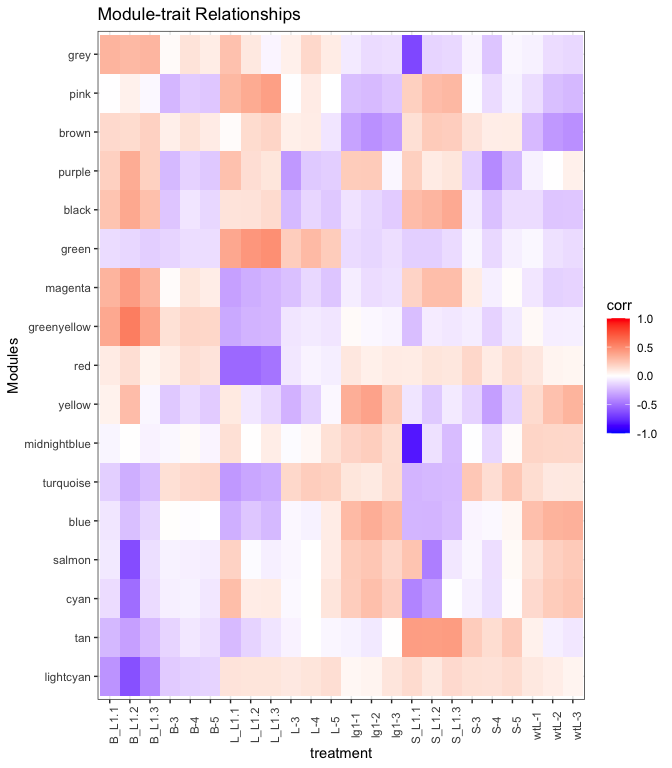 Module-trait Relationships
grey
pink
brown
purple
black
green
magenta
greenyellow
red
yellow
midnightblue
turquoise
blue
salmon
cyan
tan
lightcyan
Modules
B_L1.1
B_L1.2
B_L1.3
B-3
B-4
B-5
L_L1.1
L_L1.2
L_L1.3
L-3
L-4
L-5
lg1-1
lg1-2
lg1-3
S_L1.1
S_L1.2
S_L1.3
S-3
S-4
S-5
wtL-1
wtL-2
wtL-3
treatment
corr
1.0
0.5
0.0
-0.5
-1.0